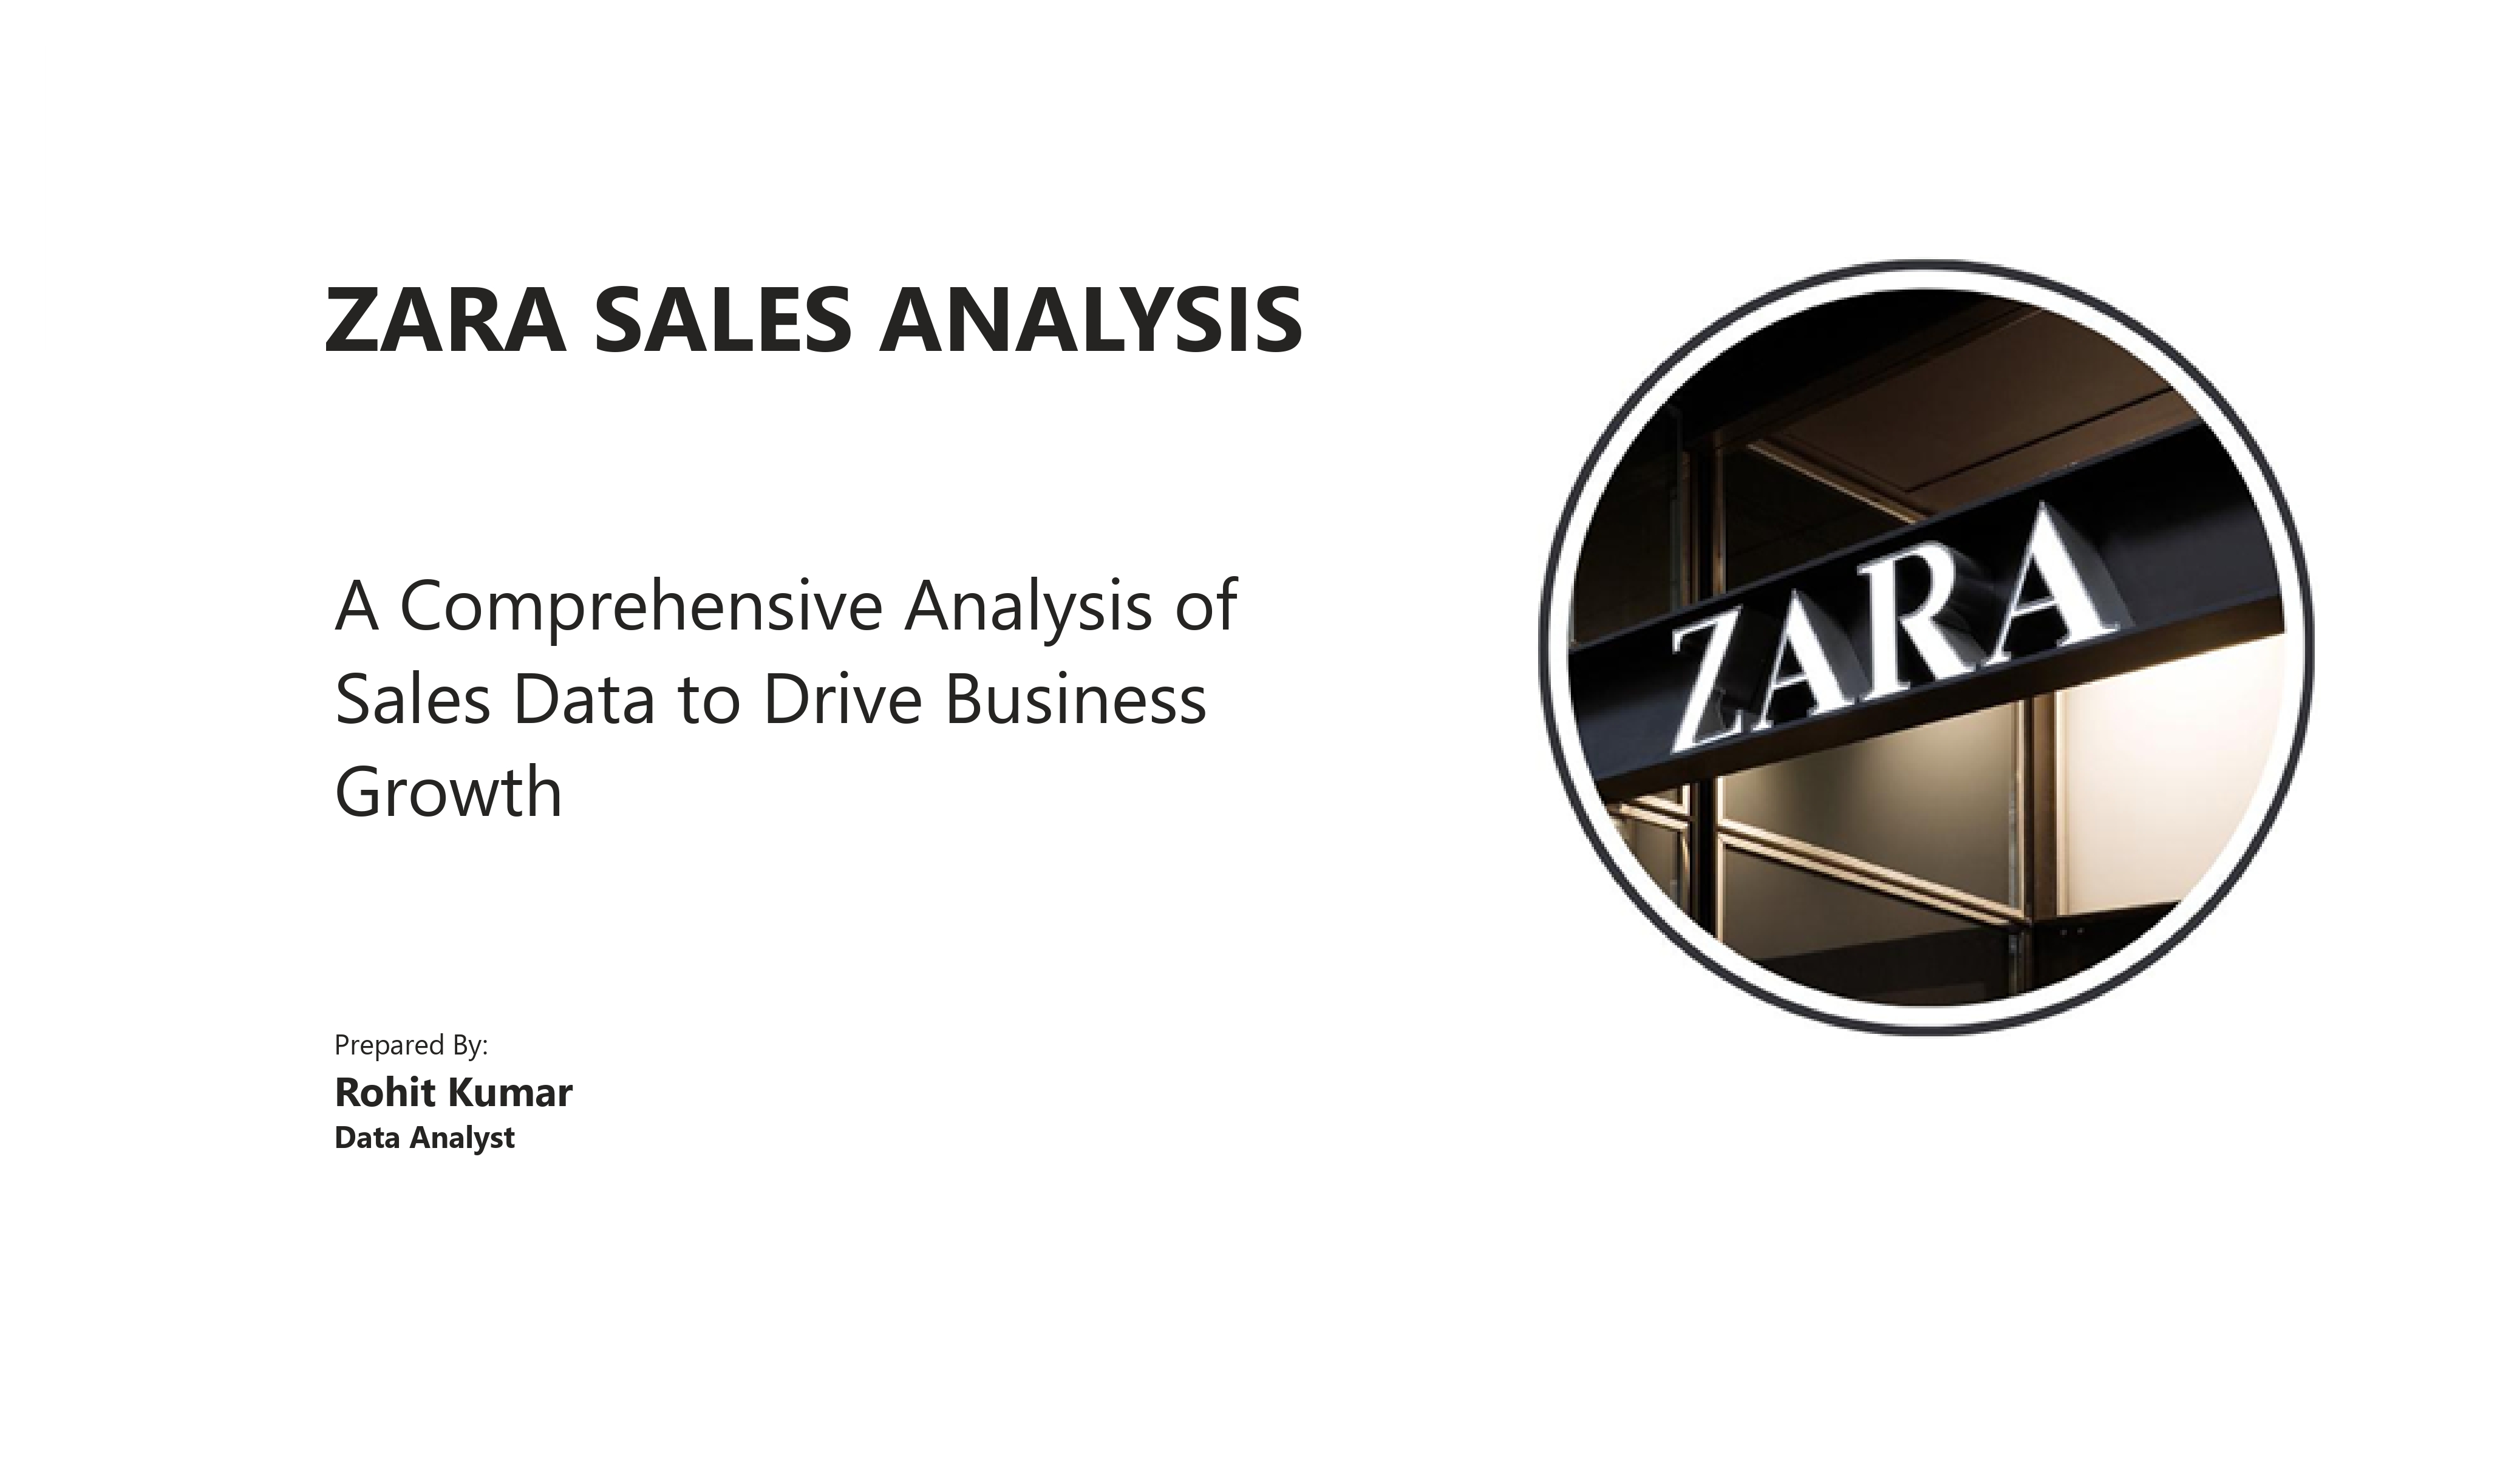 ZARA SALES ANALYSIS
A Comprehensive Analysis of
Sales Data to Drive Business
Growth
ZARA
Prepared By:
Rohit Kumar
Data Analyst